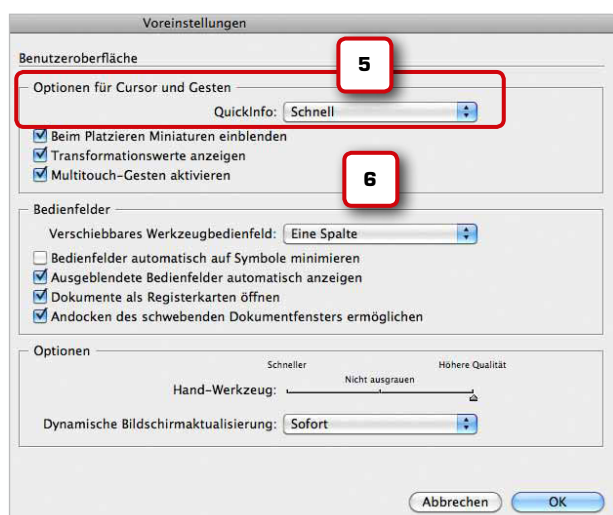 Voreinstellungen
Benutzeroberfläche
5
Optionen für Cursor und Gesten
QuickInfo: Schnell
Beim Platzieren Miniaturen einblenden
Transformationswerte anzeigen
Multitouch-Gesten aktivieren
6
Bedienfelder
Verschiebbares Werkzeugbedienfeld: Eine Spalte
Bedienfelder automatisch auf Symbole minimieren
Ausgeblendete Bedienfelder automatisch anzeigen
Dokumente als Registerkarten öffnen
Andocken des schwebenden Dokumentfensters ermöglichen
Optionen
Schneller Höhere Qualität
Nicht ausgrauen
Hand-Werkzeug:
Dynamische Bildschirmaktualisierung: Sofort
Abbrechen OK